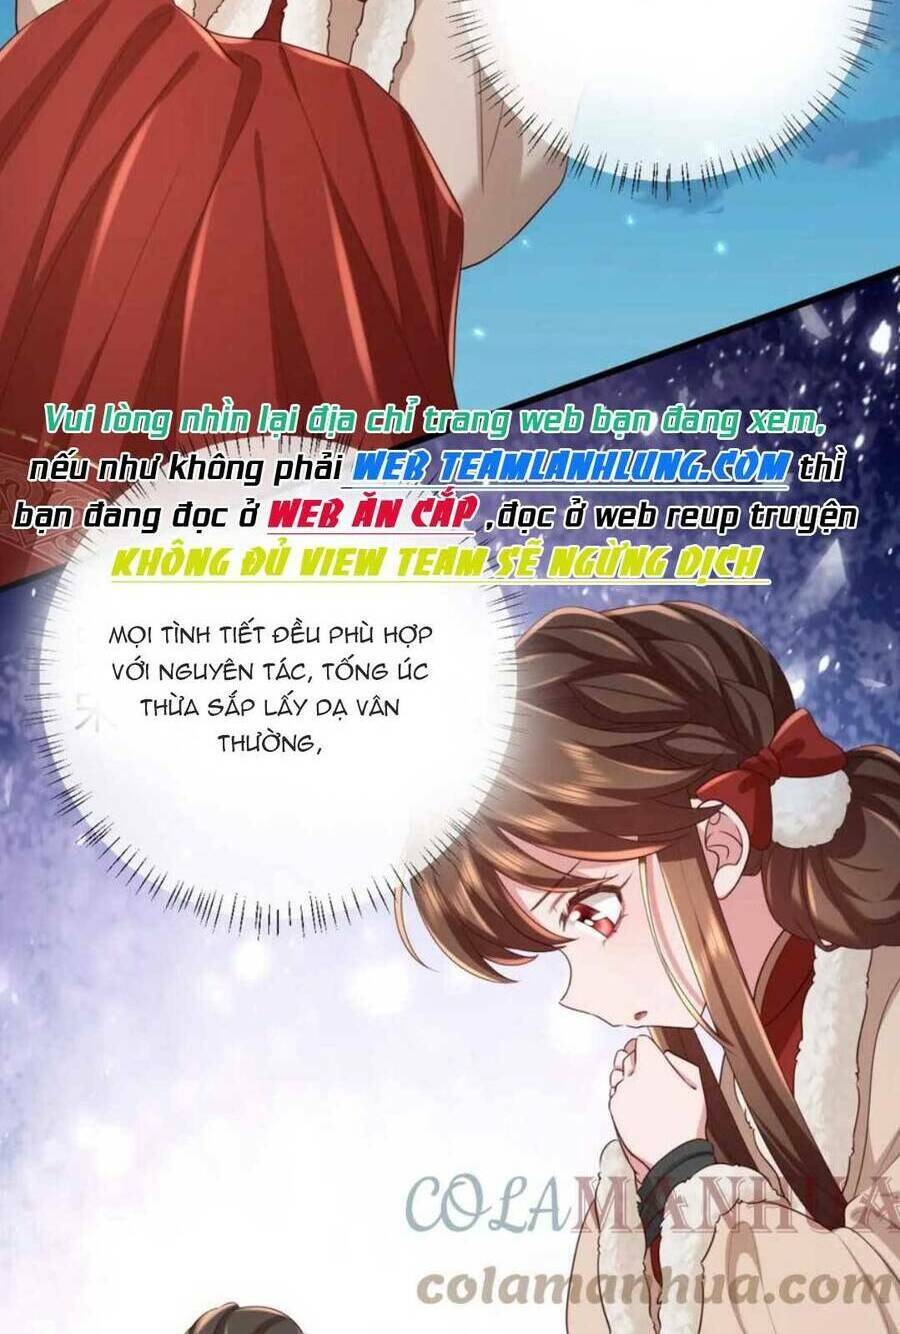 Vui lòng nhìn lại địa chỉ trang web bạn đang xem,
nếu như không phải WEB TEAMLANHLUNG.COM thì
bạn đang đọc ở WEB ĂN CẮP ,đọc ở web reup truyện
KHÔNG ĐỦ VIEW TEAM SẼ NGỪNG DỊCH
MỌI TÌNH TIẾT ĐỀU PHÙ HỢP
VỚI NGUYÊN TÁC, TỐNG ÚC
THỪA SẮP LẤY DẠ VÂN
THƯỜNG,
COLAMANHUA
colamanhua.com